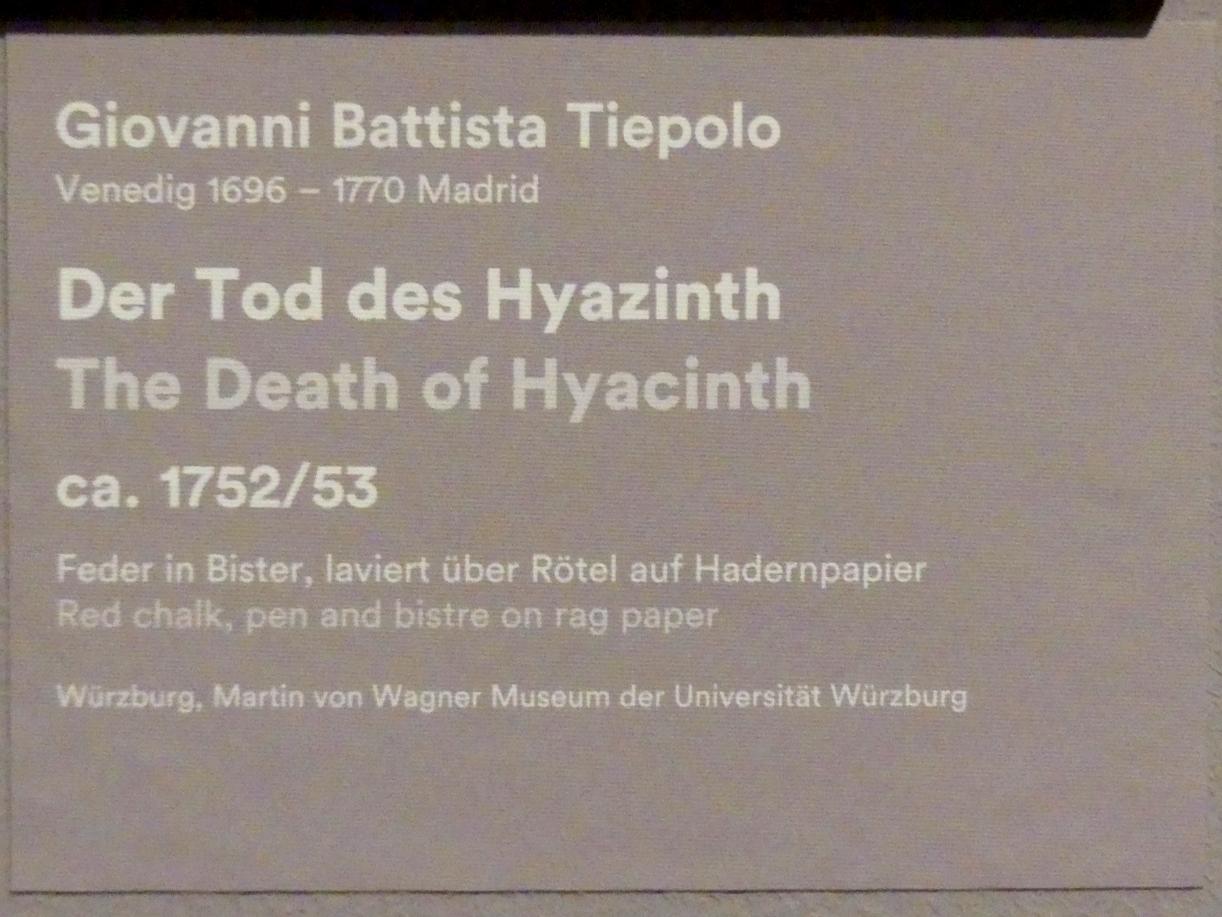 Giovanni Battista Tiepolo
Venedig 1696 – 1770 Madrid
Der Tod des Hyazinth
The Death of Hyacinth
ca. 1752/53
Feder in Bister, laviert über Rötel auf Hadernpapier
Red chalk, pen and bistre on rag paper
Würzburg, Martin von Wagner Museum der Universität Würzburg